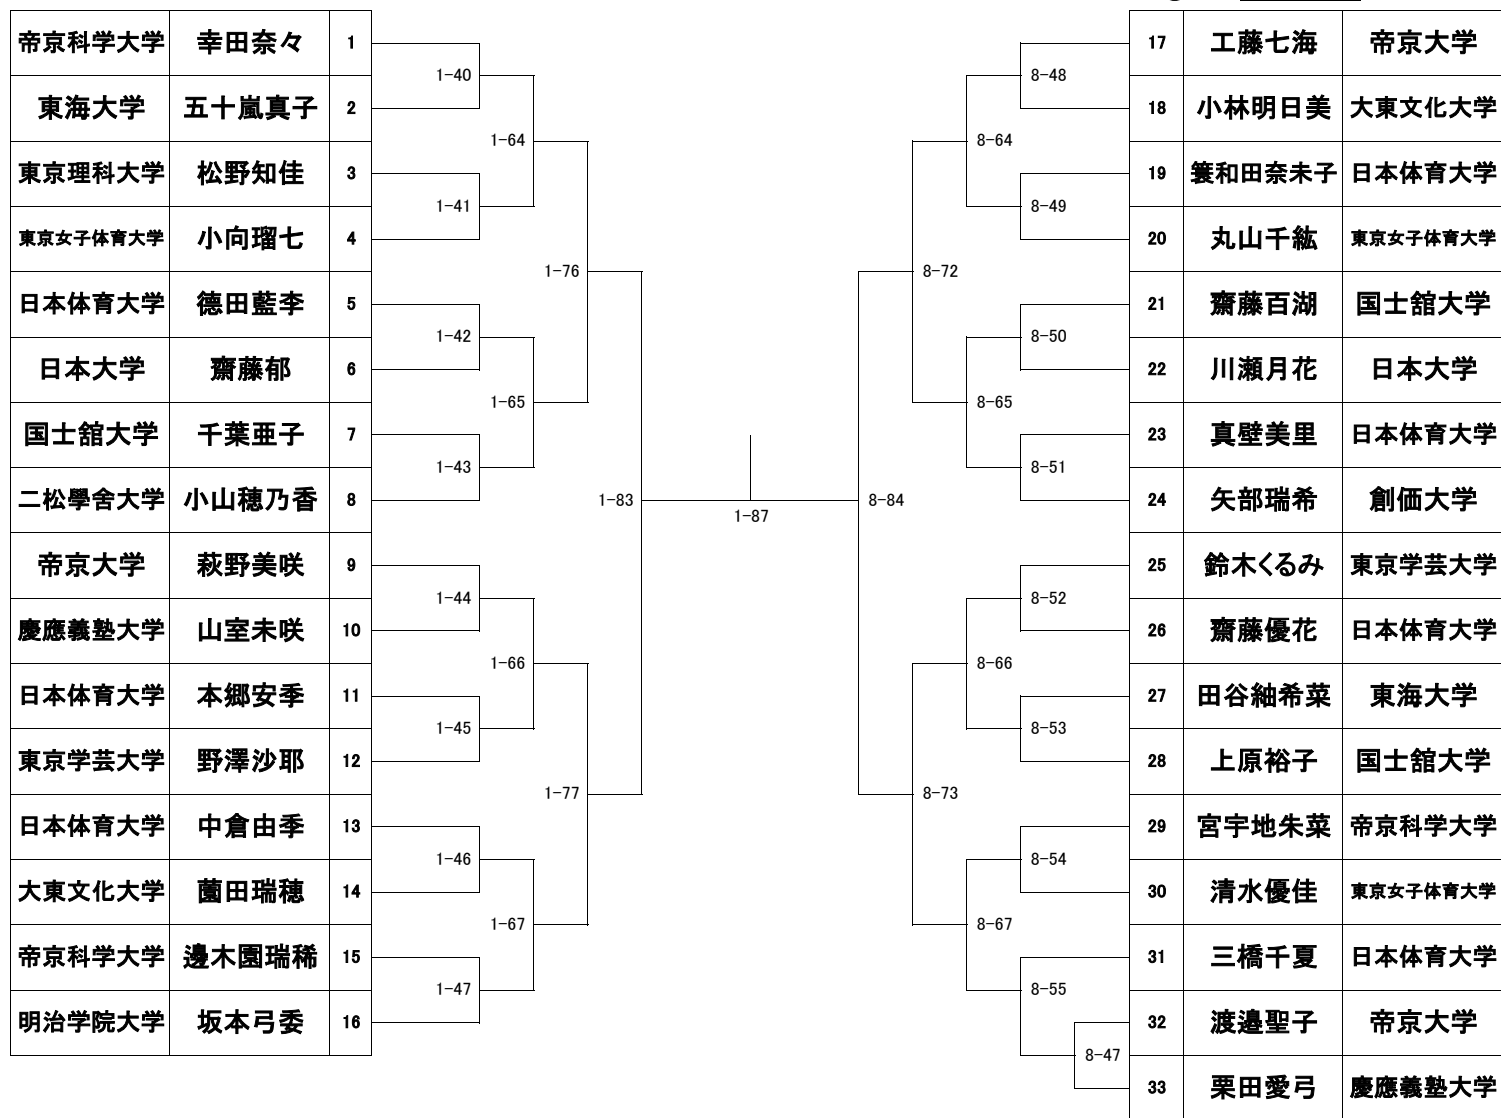 帝京科学大学 幸田奈々 1
東海大学 五十嵐真子 2
東京理科大学 松野知佳 3
東京女子体育大学 小向瑠七 4
日本体育大学 德田藍李 5
日本大学 齋藤郁 6
国士舘大学 千葉亜子 7
二松學舎大学 小山穂乃香 8
帝京大学 萩野美咲 9
慶應義塾大学 山室未咲 10
日本体育大学 本郷安季 11
東京学芸大学 野澤沙耶 12
日本体育大学 中倉由季 13
大東文化大学 薗田瑞穂 14
帝京科学大学 邊木園瑞稀 15
明治学院大学 坂本弓委 16
1-40
1-41
1-42
1-43
1-44
1-45
1-46
1-47
1-64
1-65
1-66
1-67
1-76
1-77
1-83
1-87
8-84
8-72
8-73
8-64
8-65
8-66
8-67
8-48
8-49
8-50
8-51
8-52
8-53
8-54
8-55
8-47
17 工藤七海 帝京大学
18 小林明日美 大東文化大学
19 簑和田奈未子 日本体育大学
20 丸山千紘 東京女子体育大学
21 齋藤百湖 国士舘大学
22 川瀬月花 日本大学
23 真壁美里 日本体育大学
24 矢部瑞希 創価大学
25 鈴木くるみ 東京学芸大学
26 齋藤優花 日本体育大学
27 田谷紬希菜 東海大学
28 上原裕子 国士舘大学
29 宮宇地朱菜 帝京科学大学
30 清水優佳 東京女子体育大学
31 三橋千夏 日本体育大学
32 渡邉聖子 帝京大学
33 栗田愛弓 慶應義塾大学